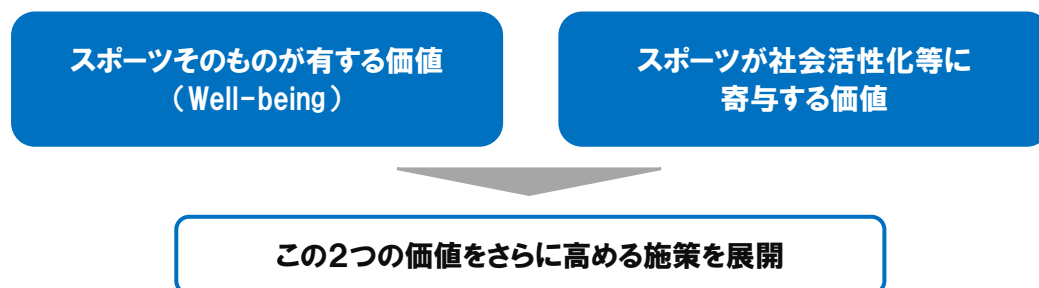 スポーツそのものが有する価値
（Well-being）
スポーツが社会活性化等に
寄与する価値
この2つの価値をさらに高める施策を展開